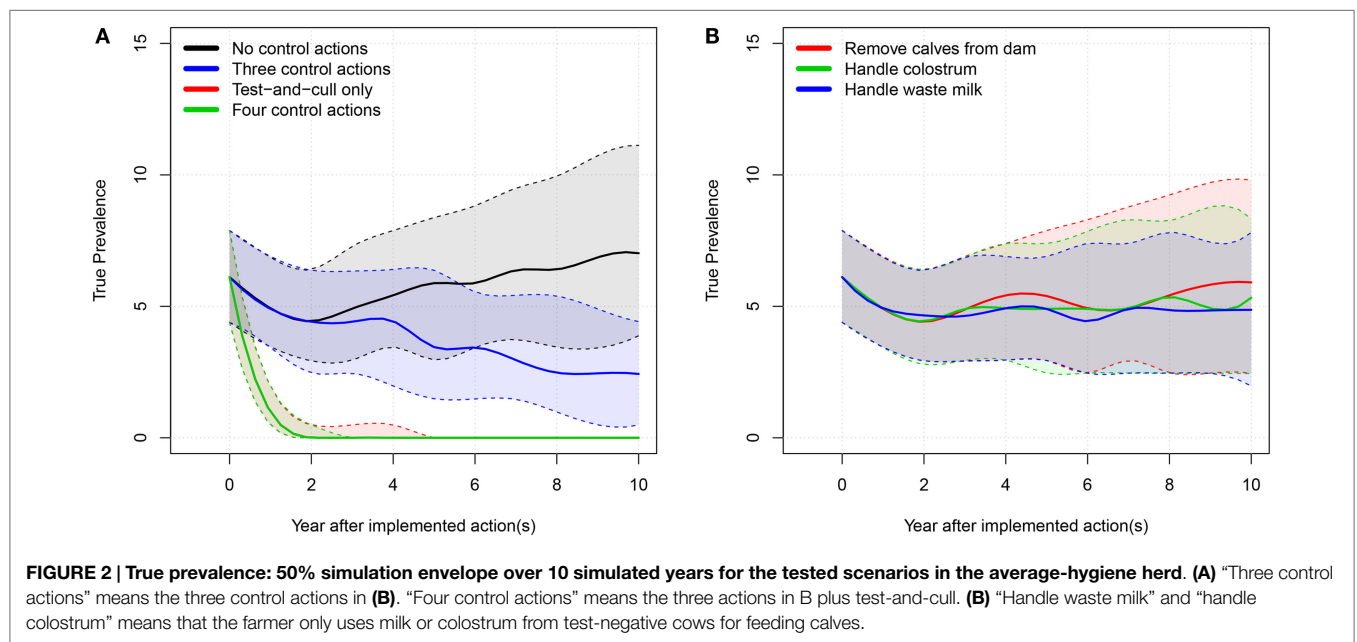 A
No control actions
Three control actions
Test−and−cull only
Four control actions
True Prevalence
15
10
5
0
0 2 4 6 8 10
Year after implemented action(s)
B
Remove calves from dam
Handle colostrum
Handle waste milk
True Prevalence
15
10
5
0
0 2 4 6 8 10
Year after implemented action(s)
FIGURE 2 | True prevalence: 50% simulation envelope over 10 simulated years for the tested scenarios in the average-hygiene herd. (A) “Three control
actions” means the three control actions in (B). “Four control actions” means the three actions in B plus test-and-cull. (B) “Handle waste milk” and “handle
colostrum” means that the farmer only uses milk or colostrum from test-negative cows for feeding calves.